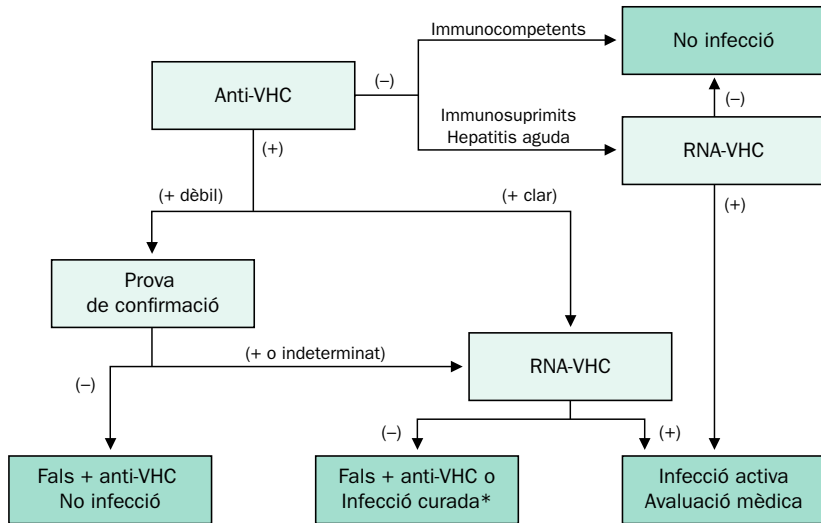 Immunocompetents
No infecció
Anti-VHC
(–)
(–)
Immunosuprimits
Hepatitis aguda
RNA-VHC
(+)
(+ dèbil)
(+ clar)
(+)
Prova
de confirmació
(+ o indeterminat)
RNA-VHC
(–)
(–)
(+)
Fals + anti-VHC
No infecció
Fals + anti-VHC o
Infecció curada*
Infecció activa
Avaluació mèdica